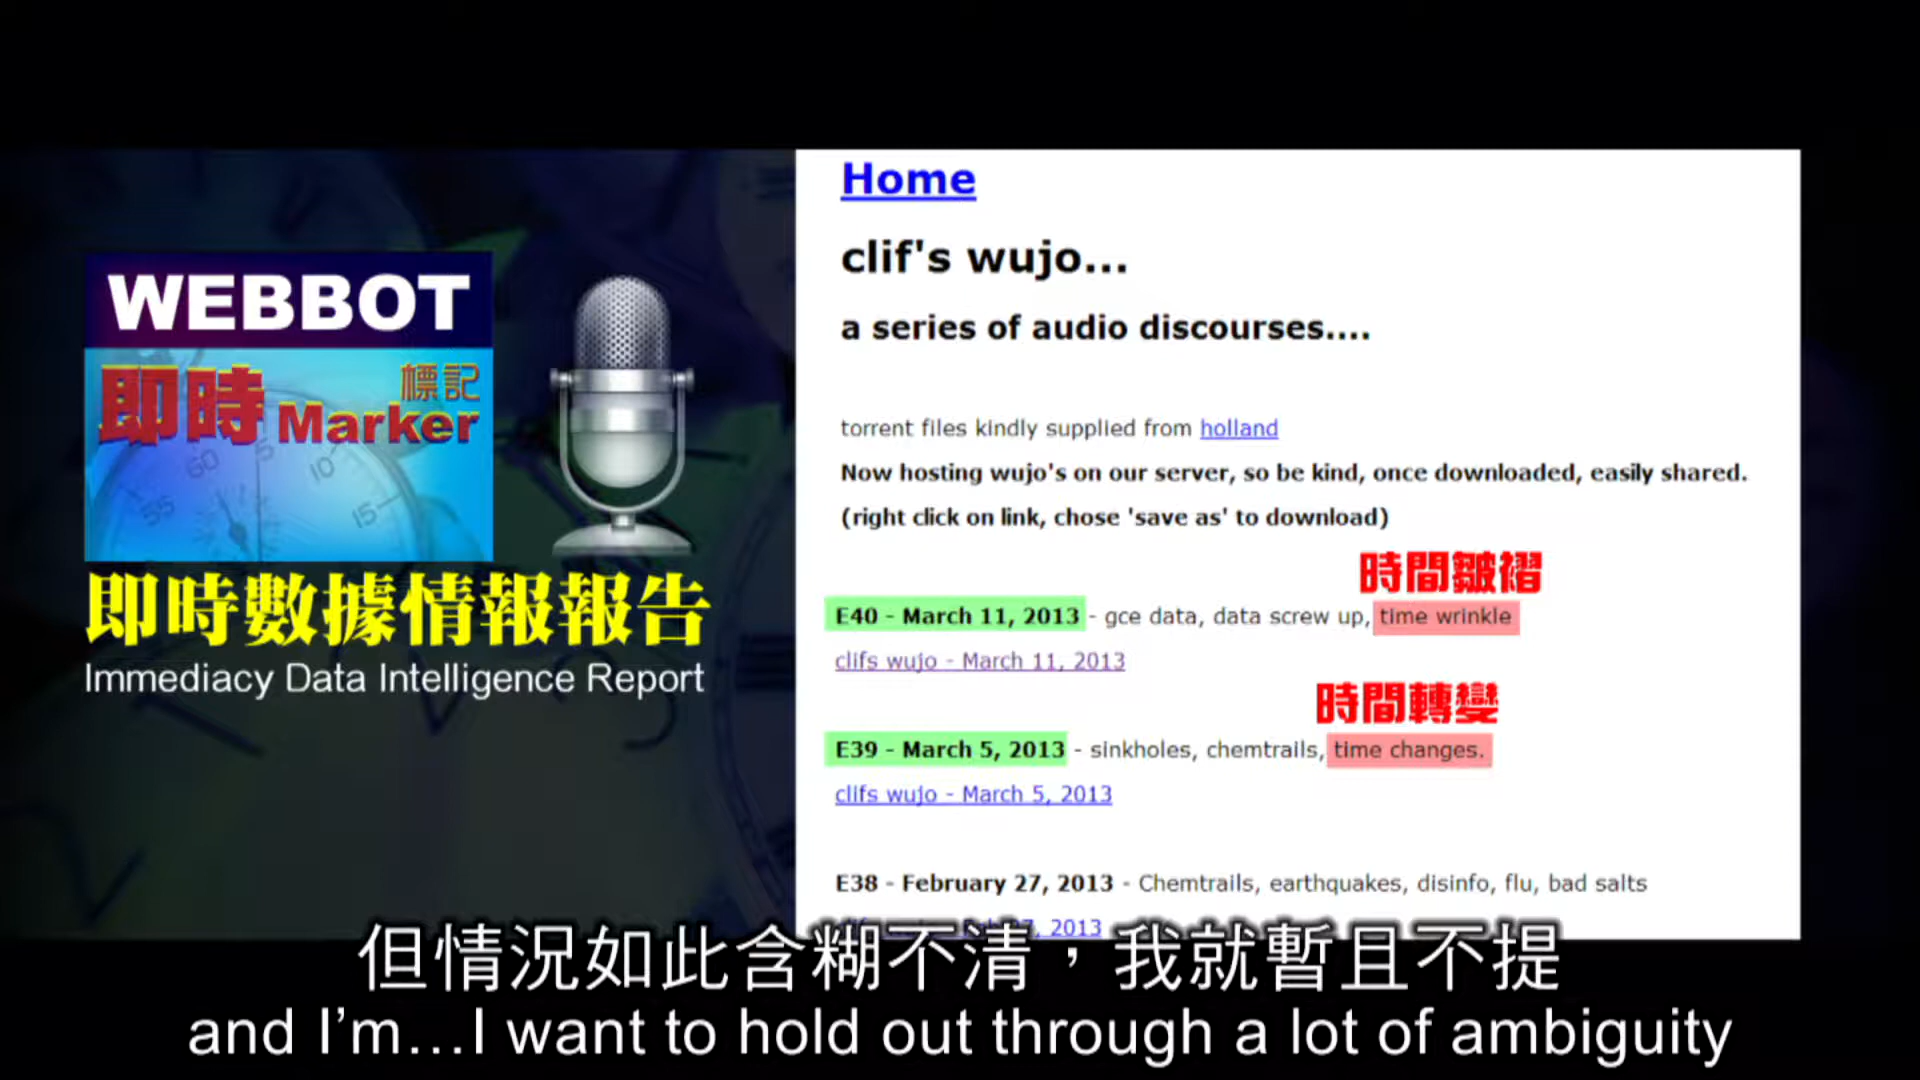 WEBBOT
即時 標記
Marker
60
5
10
55
15
即時數據情報報告
Immediacy Data Intelligence Report
Home
clif's wujo...
a series of audio discourses....
torrent files kindly supplied from holland
Now hosting wujo's on our server, so be kind, once downloaded, easily shared.
(right click on link, chose 'save as' to download)
時間皺褶
E40 - March 11, 2013 - gce data, data screw up, time wrinkle
clifs wujo - March 11, 2013
時間轉變
E39 - March 5, 2013 - sinkholes, chemtrails, time changes.
clifs wujo - March 5, 2013
E38 - February 27, 2013 - Chemtrails, earthquakes, disinfo, flu, bad salts
2013
但情況如此含糊不清，我就暫且不提
and I’m...I want to hold out through a lot of ambiguity